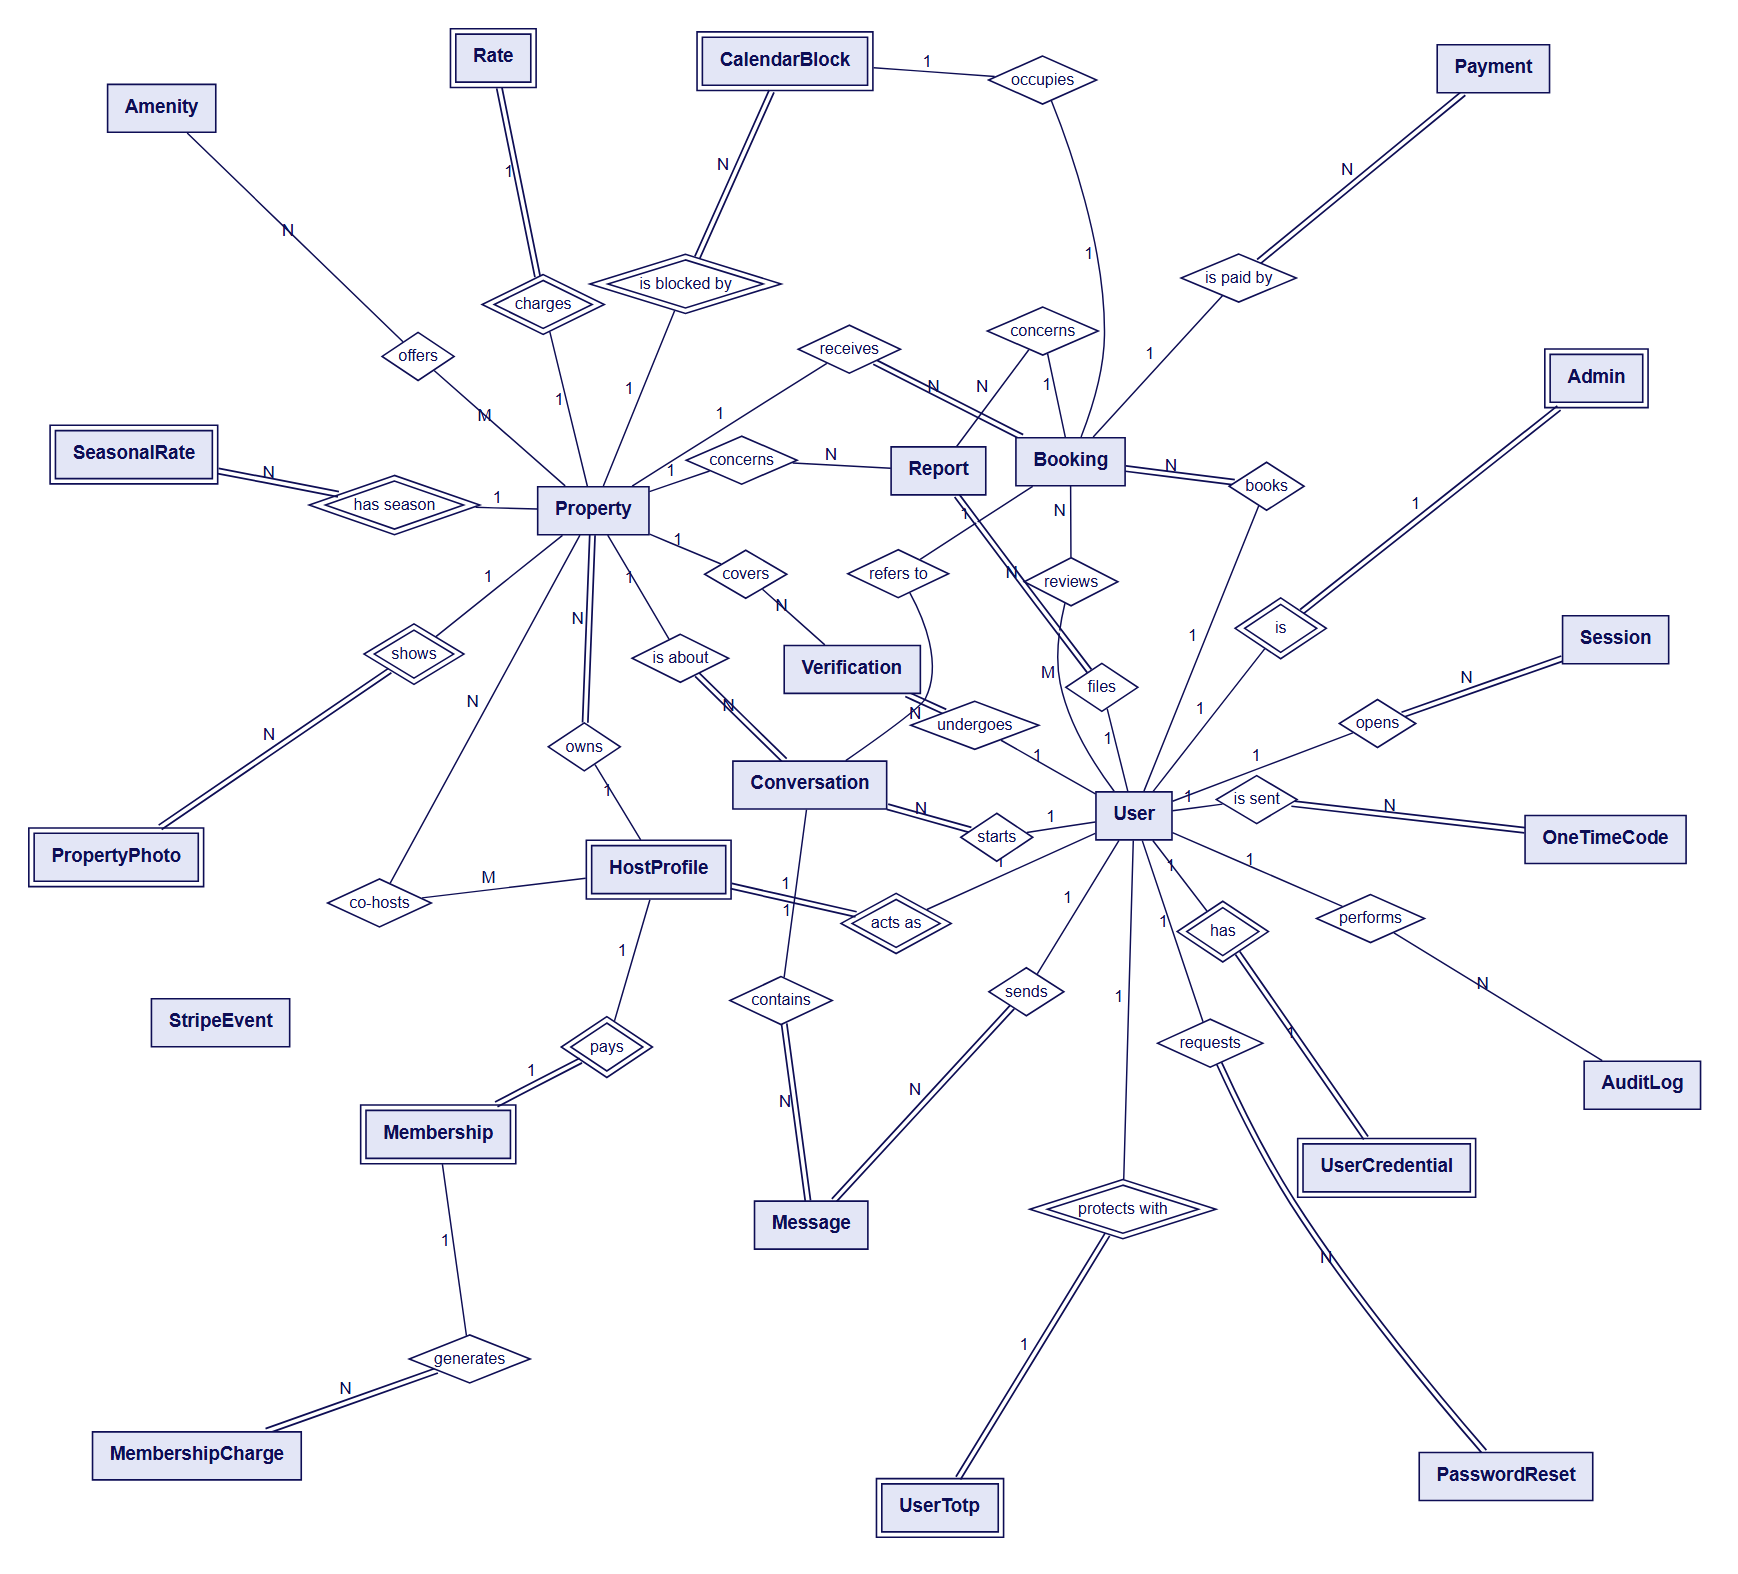 Rate
CalendarBlock
1
occupies
Payment
Amenity
N
1
N
N
1
is blocked by
is paid by
charges
N
receives
concerns
1
offers
1
1
N
N
1
1
M
1
Admin
SeasonalRate
N
has season
1
Property
1
concerns
N
Report
Booking
N
books
1
1
N
1
covers
refers to
N
reviews
1
1
N
N
shows
is about
Verification
M
files
1
is
Session
N
N
N
N
undergoes
1
1
1
opens
N
owns
1
Conversation
N
starts
1
1
User
1
1
is sent
N
OneTimeCode
PropertyPhoto
HostProfile
1
1
acts as
1
1
1
1
performs
co-hosts
M
1
has
StripeEvent
1
contains
sends
requests
1
N
pays
1
1
AuditLog
Membership
N
N
UserCredential
Message
protects with
1
N
generates
1
N
MembershipCharge
UserTotp
PasswordReset